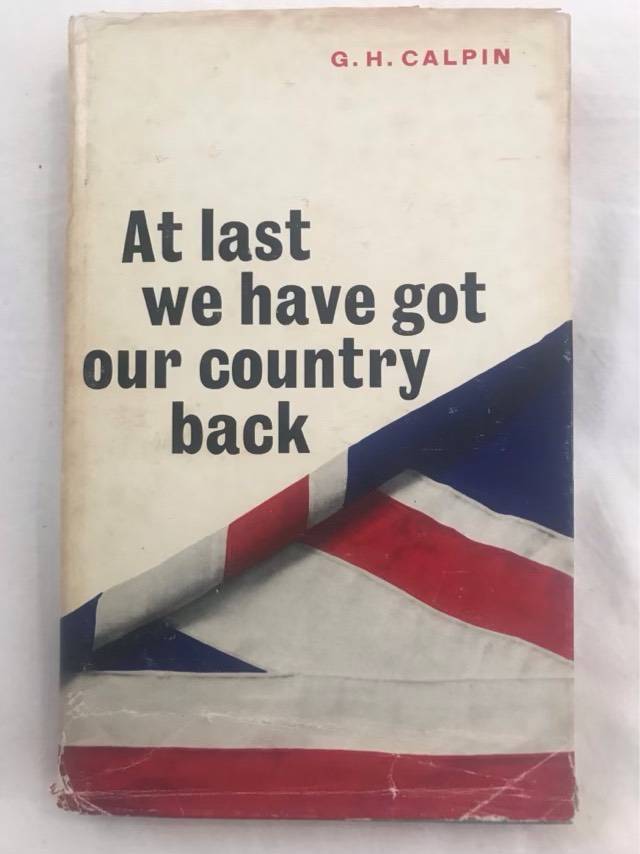 G. H. CALPIN
At last
we have got
our country
back